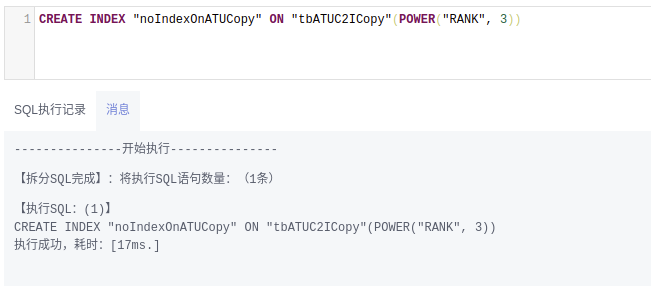 1 CREATE INDEX "noIndexOnATUCopy" ON "tbATUC2ICopy"(POWER("RANK", 3))
SQL执行记录 消息
---------------开始执行---------------
【拆分SQL完成】：将执行SQL语句数量：（1条）
【执行SQL：(1)】
CREATE INDEX "noIndexOnATUCopy" ON "tbATUC2ICopy"(POWER("RANK", 3))
执行成功，耗时：[17ms.]